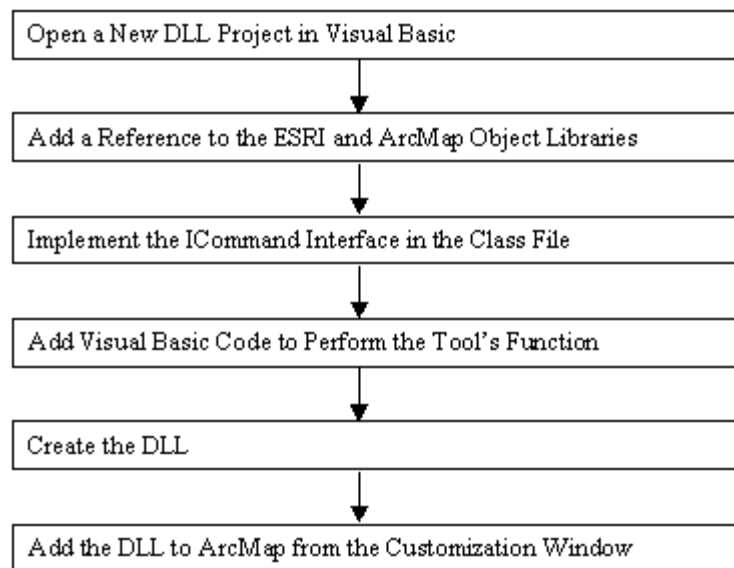 Open a New DLL Project in Visual Basic
Add a Reference to the ESRI and ArcMap Object Libraries
Implement the ICommand Interface in the Class File
Add Visual Basic Code to Perform the Tool's Function
Create the DLL
Add the DLL to ArcMap from the Customization Window